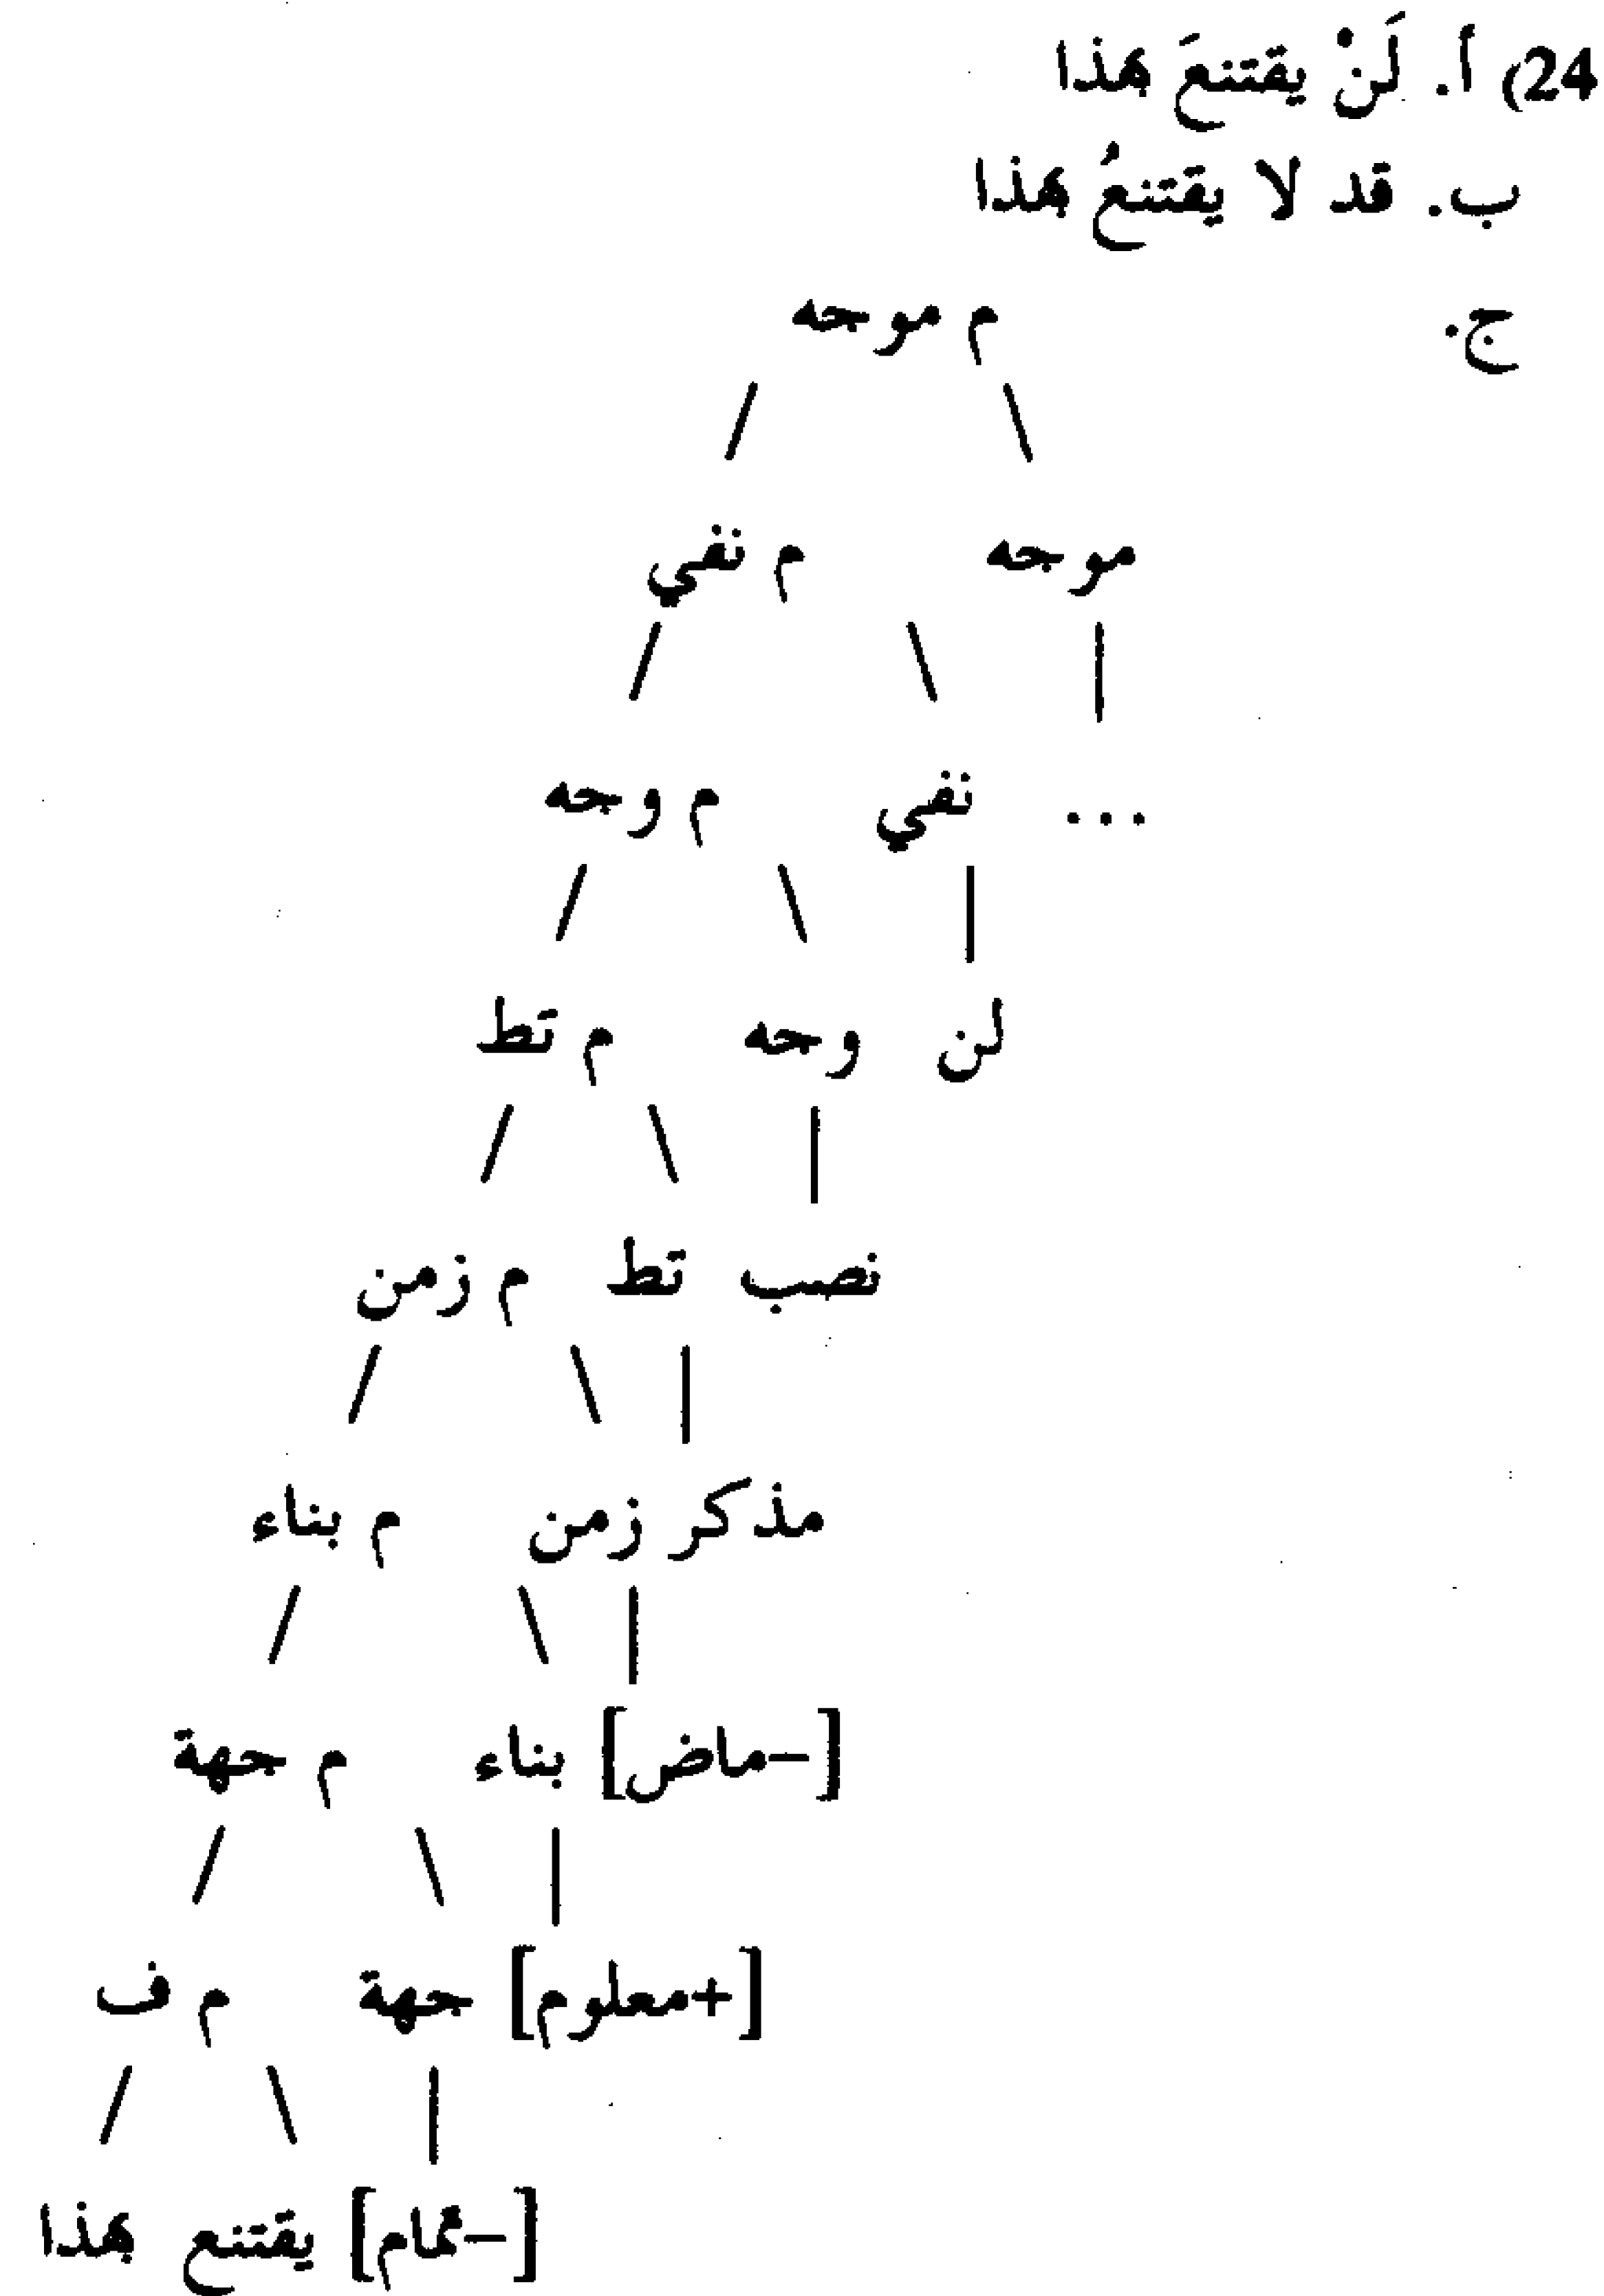 24) أ. لَنْ يقتنعَ بهذا
ب. قد لا يقتنعُ بهذا
ج.
م موجه
موجه م نفي
... نفي م وجه
لن وجه م تط
نصب تط م زمن
مذكر زمن م بناء
[–ماض] بناء م جهة
[+معلوم] جهة م ف
[–تمام] يقتنع بهذا